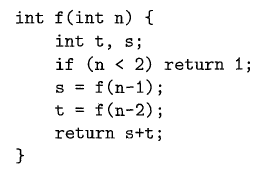 int f(int n) {
    int t, s;
    if (n < 2) return 1;
    s = f(n-1);
    t = f(n-2);
    return s+t;
}